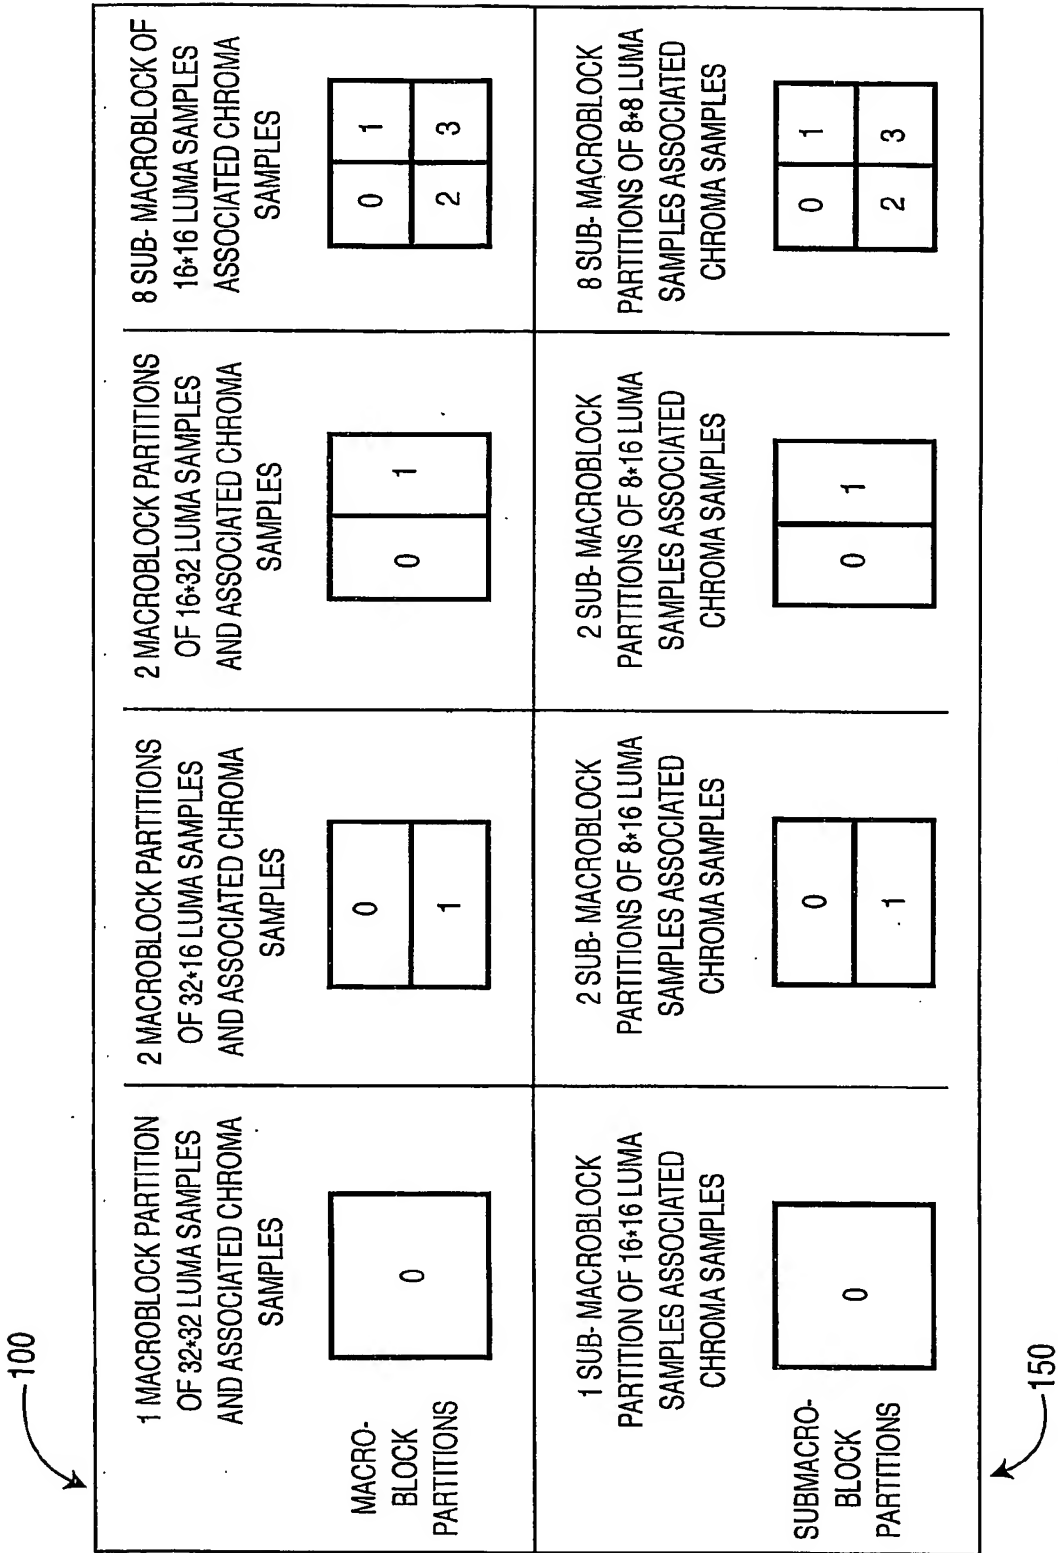 100
1 MACROBLOCK PARTITION
OF 32*32 LUMA SAMPLES
AND ASSOCIATED CHROMA
SAMPLES
2 MACROBLOCK PARTITIONS
OF 32*16 LUMA SAMPLES
AND ASSOCIATED CHROMA
SAMPLES
2 MACROBLOCK PARTITIONS
OF 16*32 LUMA SAMPLES
AND ASSOCIATED CHROMA
SAMPLES
8 SUB- MACROBLOCK OF
16*16 LUMA SAMPLES
ASSOCIATED CHROMA
SAMPLES
MACRO-
BLOCK
PARTITIONS
0
0
1
0 1
0 1
2 3
1 SUB- MACROBLOCK
PARTITION OF 16*16 LUMA
SAMPLES ASSOCIATED
CHROMA SAMPLES
2 SUB- MACROBLOCK
PARTITIONS OF 8*16 LUMA
SAMPLES ASSOCIATED
CHROMA SAMPLES
2 SUB- MACROBLOCK
PARTITIONS OF 8*16 LUMA
SAMPLES ASSOCIATED
CHROMA SAMPLES
8 SUB- MACROBLOCK
PARTITIONS OF 8*8 LUMA
SAMPLES ASSOCIATED
CHROMA SAMPLES
SUBMACRO-
BLOCK
PARTITIONS
0
0
1
0 1
0 1
2 3
150